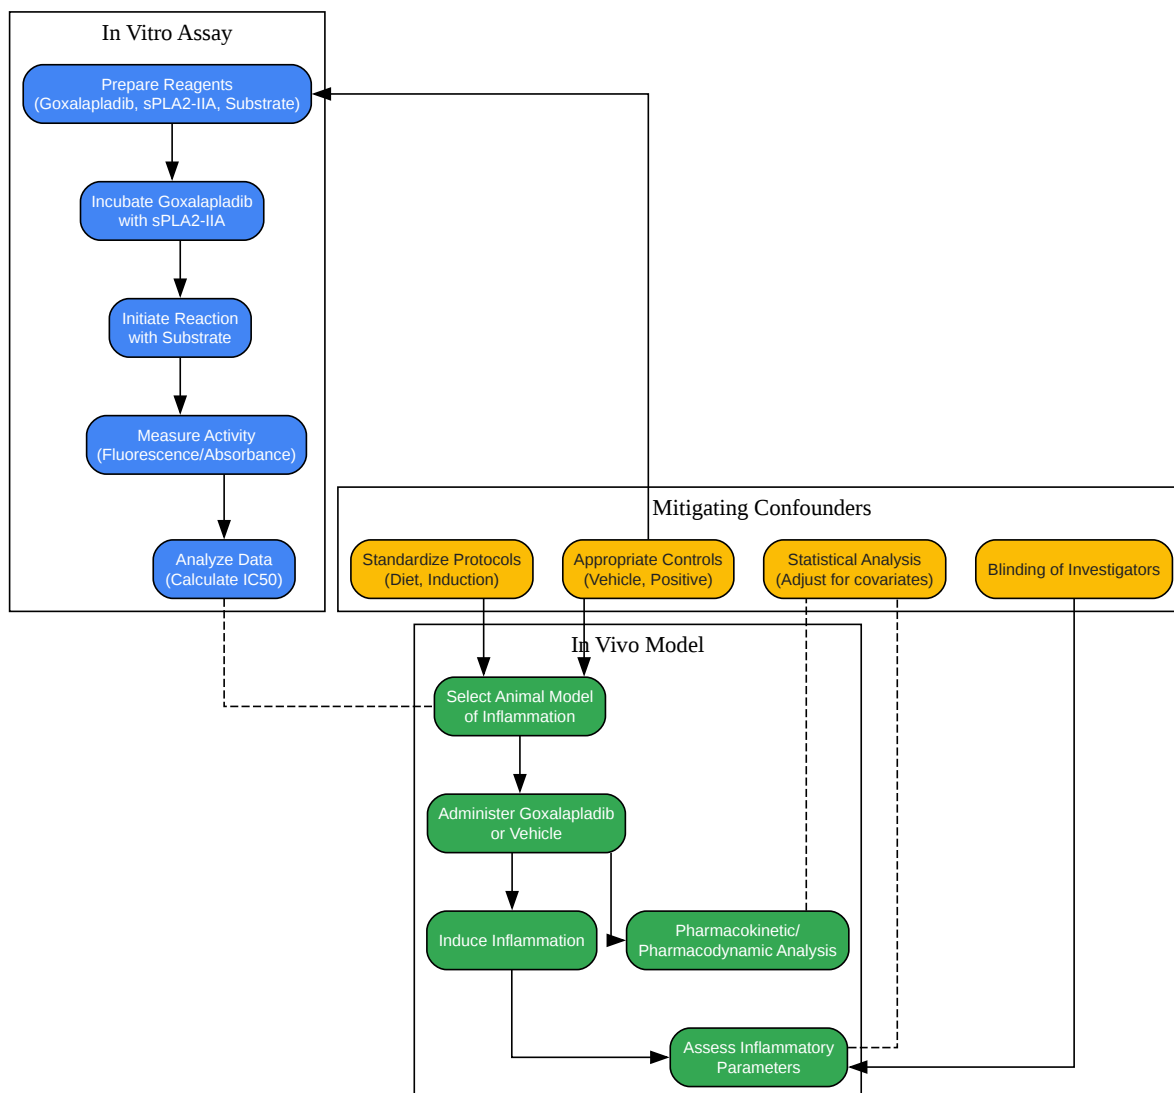 In Vitro Assay
Prepare Reagents
(Goxalapladib, sPLA2-IIA, Substrate)
Incubate Goxalapladib
with sPLA2-IIA
Initiate Reaction
with Substrate
Measure Activity
(Fluorescence/Absorbance)
Analyze Data
(Calculate IC50)
Mitigating Confounders
Standardize Protocols
(Diet, Induction)
Appropriate Controls
(Vehicle, Positive)
Statistical Analysis
(Adjust for covariates)
Blinding of Investigators
In Vivo Model
Select Animal Model
of Inflammation
Administer Goxalapladib
or Vehicle
Induce Inflammation
Pharmacokinetic/
Pharmacodynamic Analysis
Assess Inflammatory
Parameters